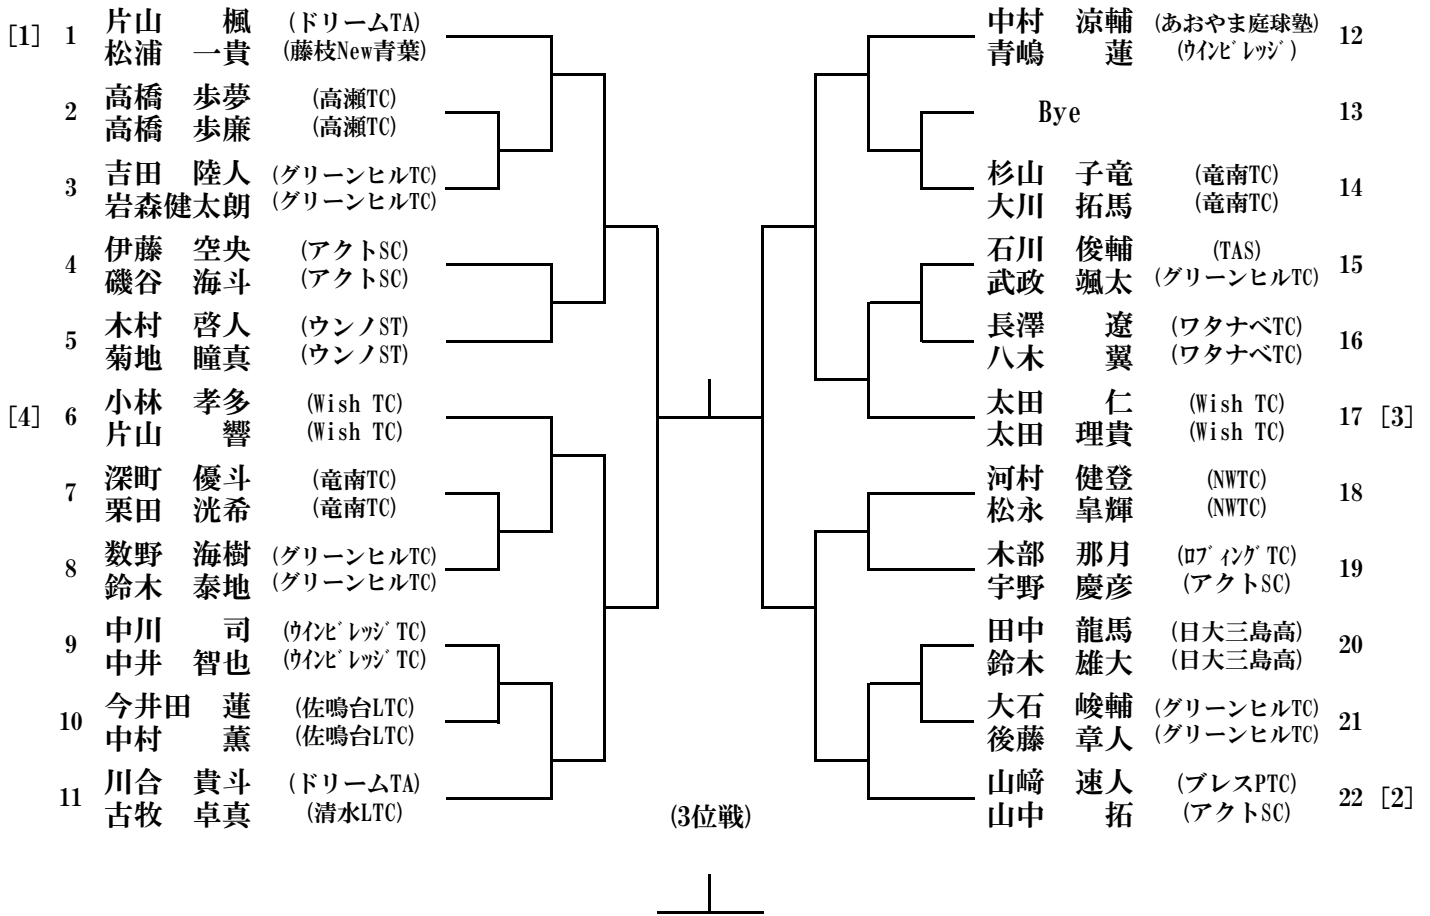 [1] 1 片山 楓 (ドリームTA)
松浦 一貴 (藤枝New青葉)
2 高橋 歩夢 (高瀬TC)
高橋 歩廉 (高瀬TC)
3 吉田 陸人 (グリーンヒルTC)
岩森健太朗 (グリーンヒルTC)
4 伊藤 空央 (アクトSC)
磯谷 海斗 (アクトSC)
5 木村 啓人 (ウンノST)
菊地 瞳真 (ウンノST)
[4] 6 小林 孝多 (Wish TC)
片山 響 (Wish TC)
7 深町 優斗 (竜南TC)
栗田 洸希 (竜南TC)
8 数野 海樹 (グリーンヒルTC)
鈴木 泰地 (グリーンヒルTC)
9 中川 司 (ウインビレッジTC)
中井 智也 (ウインビレッジTC)
10 今井田 蓮 (佐鳴台LTC)
中村 薫 (佐鳴台LTC)
11 川合 貴斗 (ドリームTA)
古牧 卓真 (清水LTC)
中村 涼輔 (あおやま庭球塾) 12
青嶋 蓮 (ウインビレッジ)
Bye 13
杉山 子竜 (竜南TC) 14
大川 拓馬 (竜南TC)
石川 俊輔 (TAS) 15
武政 颯太 (グリーンヒルTC)
長澤 遼 (ワタナベTC) 16
八木 翼 (ワタナベTC)
太田 仁 (Wish TC) 17 [3]
太田 理貴 (Wish TC)
河村 健登 (NWTC) 18
松永 皐輝 (NWTC)
木部 那月 (ロブィングTC) 19
宇野 慶彦 (アクトSC)
田中 龍馬 (日大三島高) 20
鈴木 雄大 (日大三島高)
大石 峻輔 (グリーンヒルTC) 21
後藤 章人 (グリーンヒルTC)
山﨑 速人 (ブレスPTC) 22 [2]
山中 拓 (アクトSC)
(3位戦)